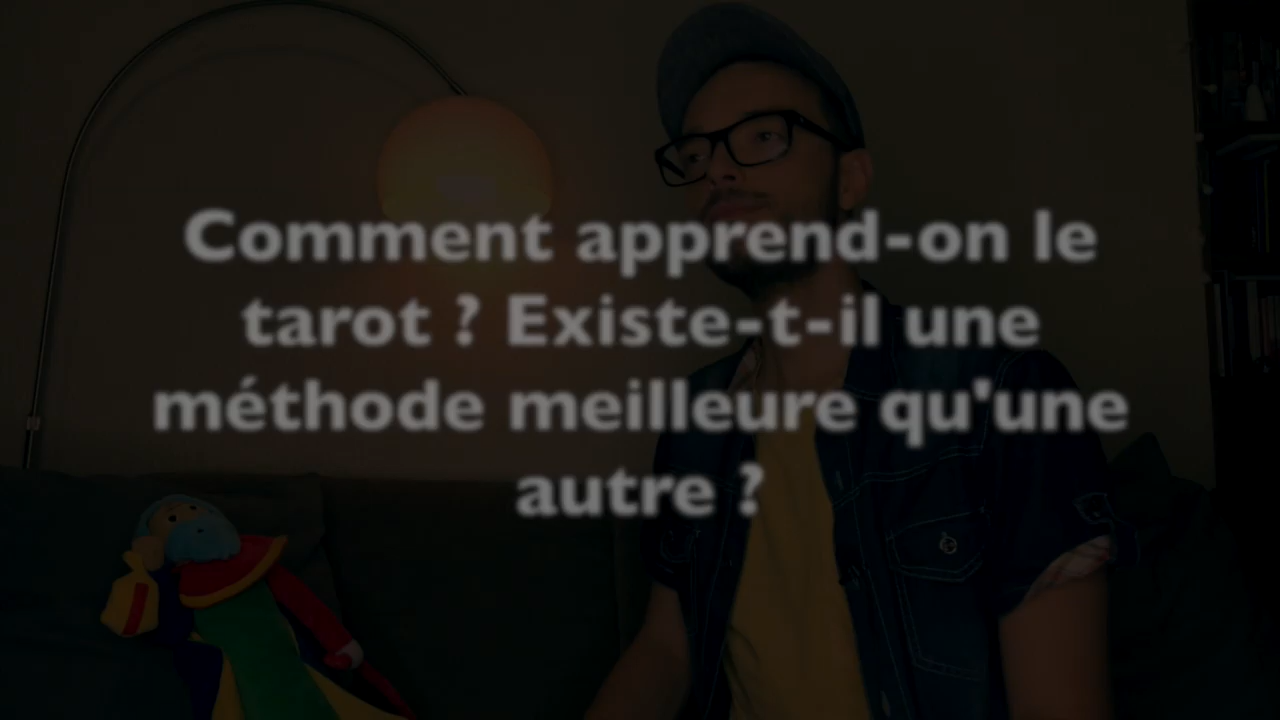 Comment apprend-on le
tarot ? Existe-t-il une
méthode meilleure qu'une
autre ?